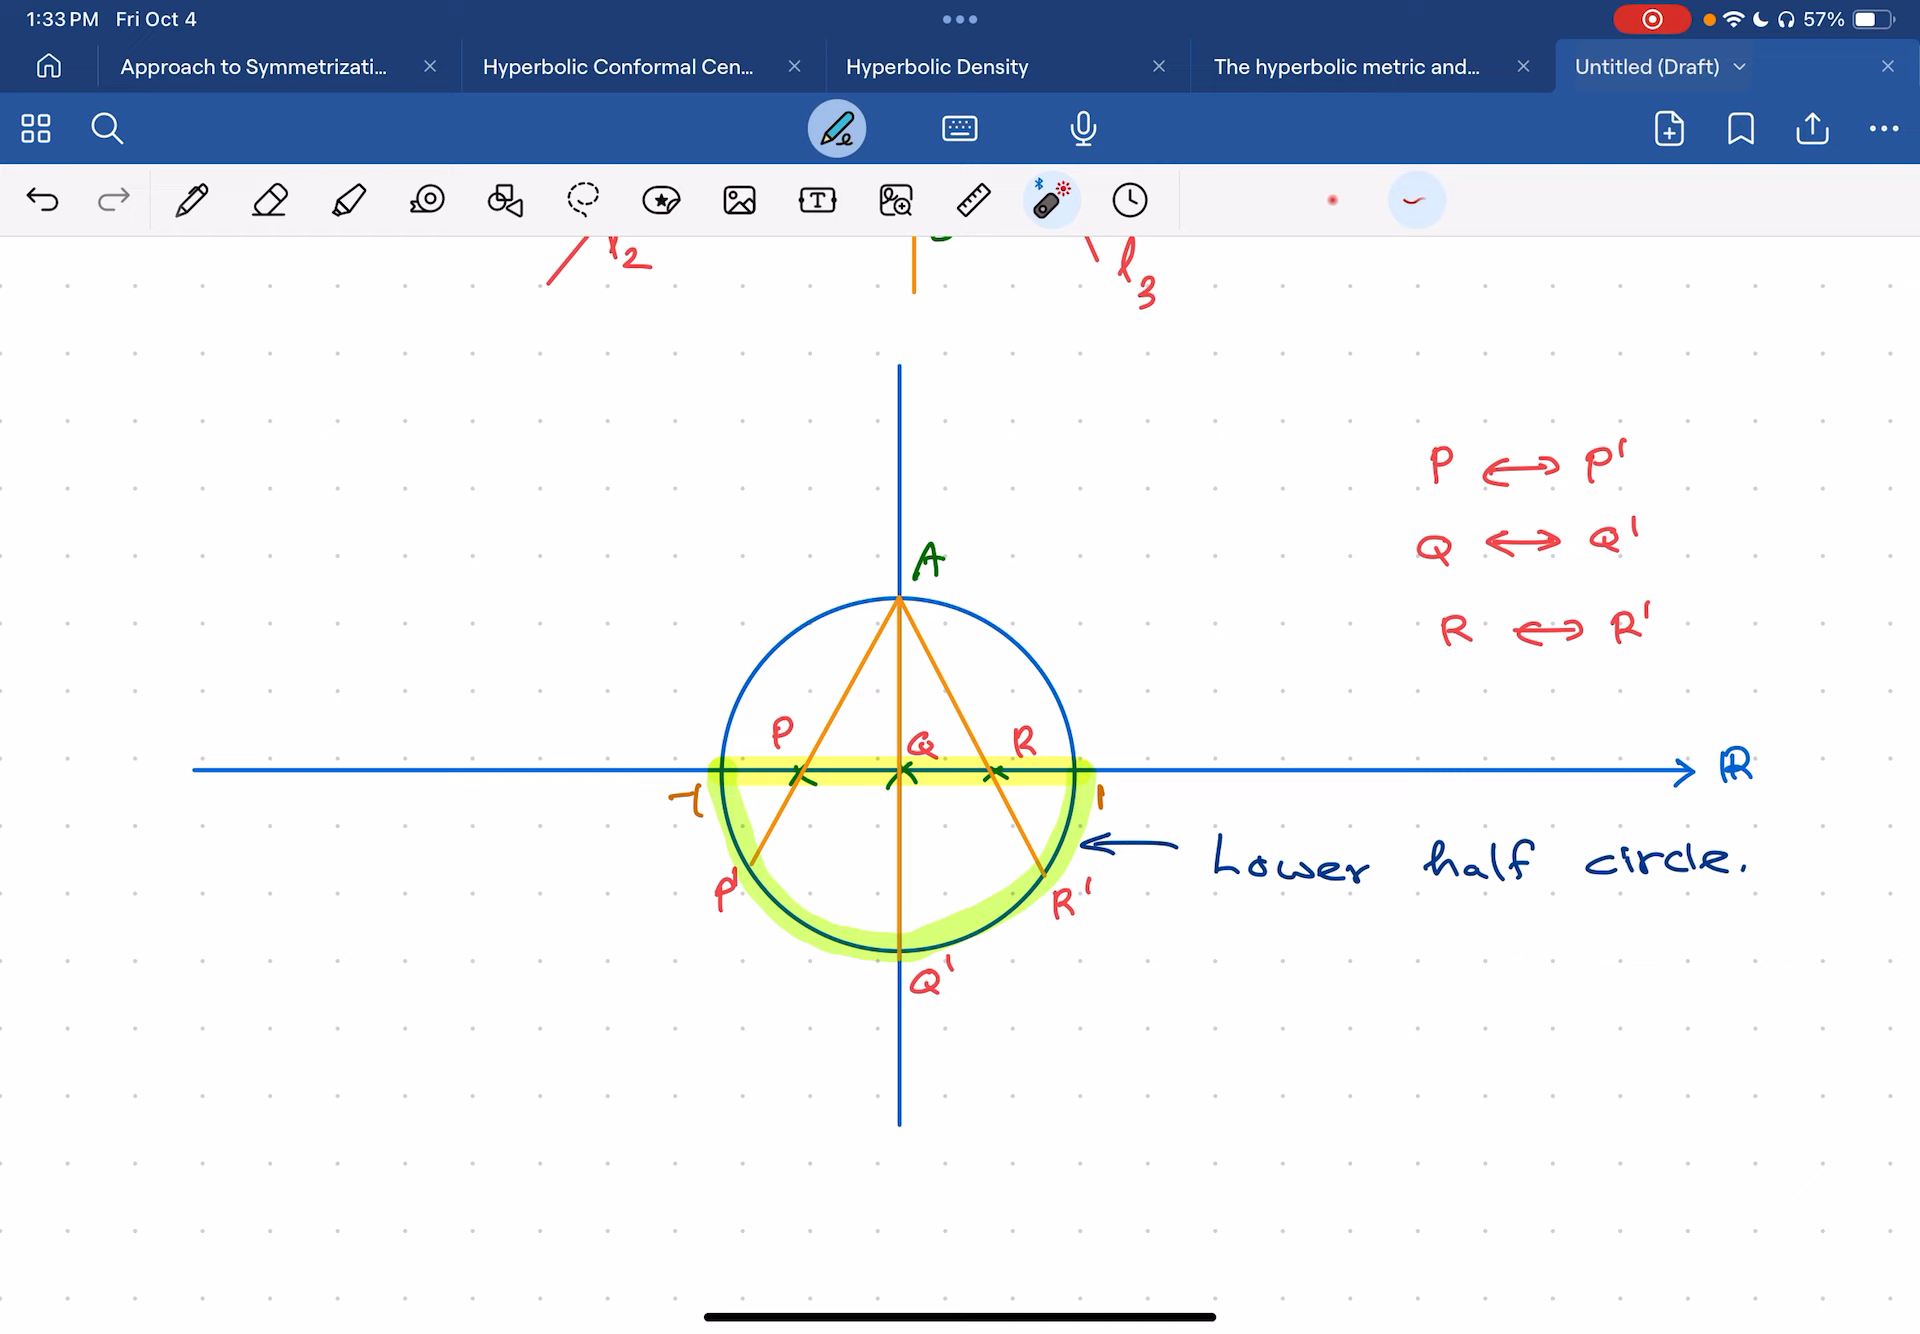 1:33 PM Fri Oct 4
57%
Approach to Symmetrizati...
Hyperbolic Conformal Cen...
Hyperbolic Density
The hyperbolic metric and...
Untitled (Draft)
l2
l3
P ↔ P'
Q ↔ Q'
R ↔ R'
A
P
Q
R
ℝ
-1
1
Lower half circle.
P'
R'
Q'